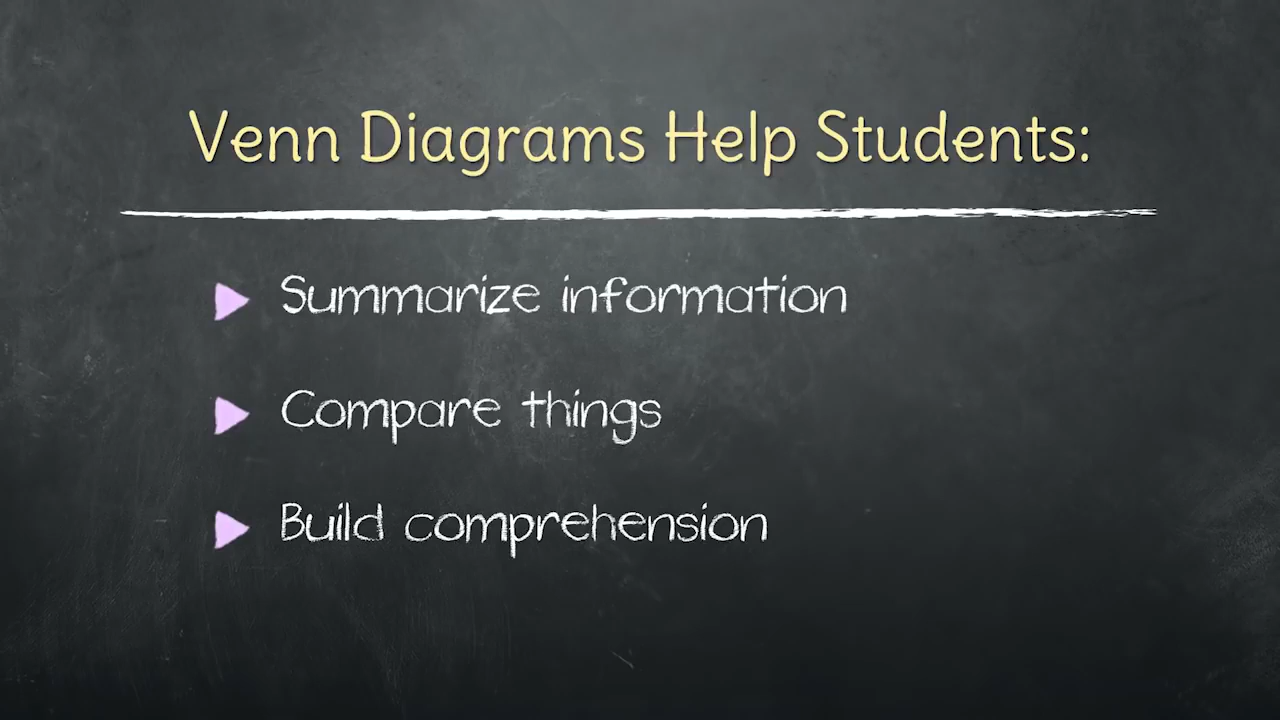 Venn Diagrams Help Students:
Summarize information
Compare things
Build comprehension